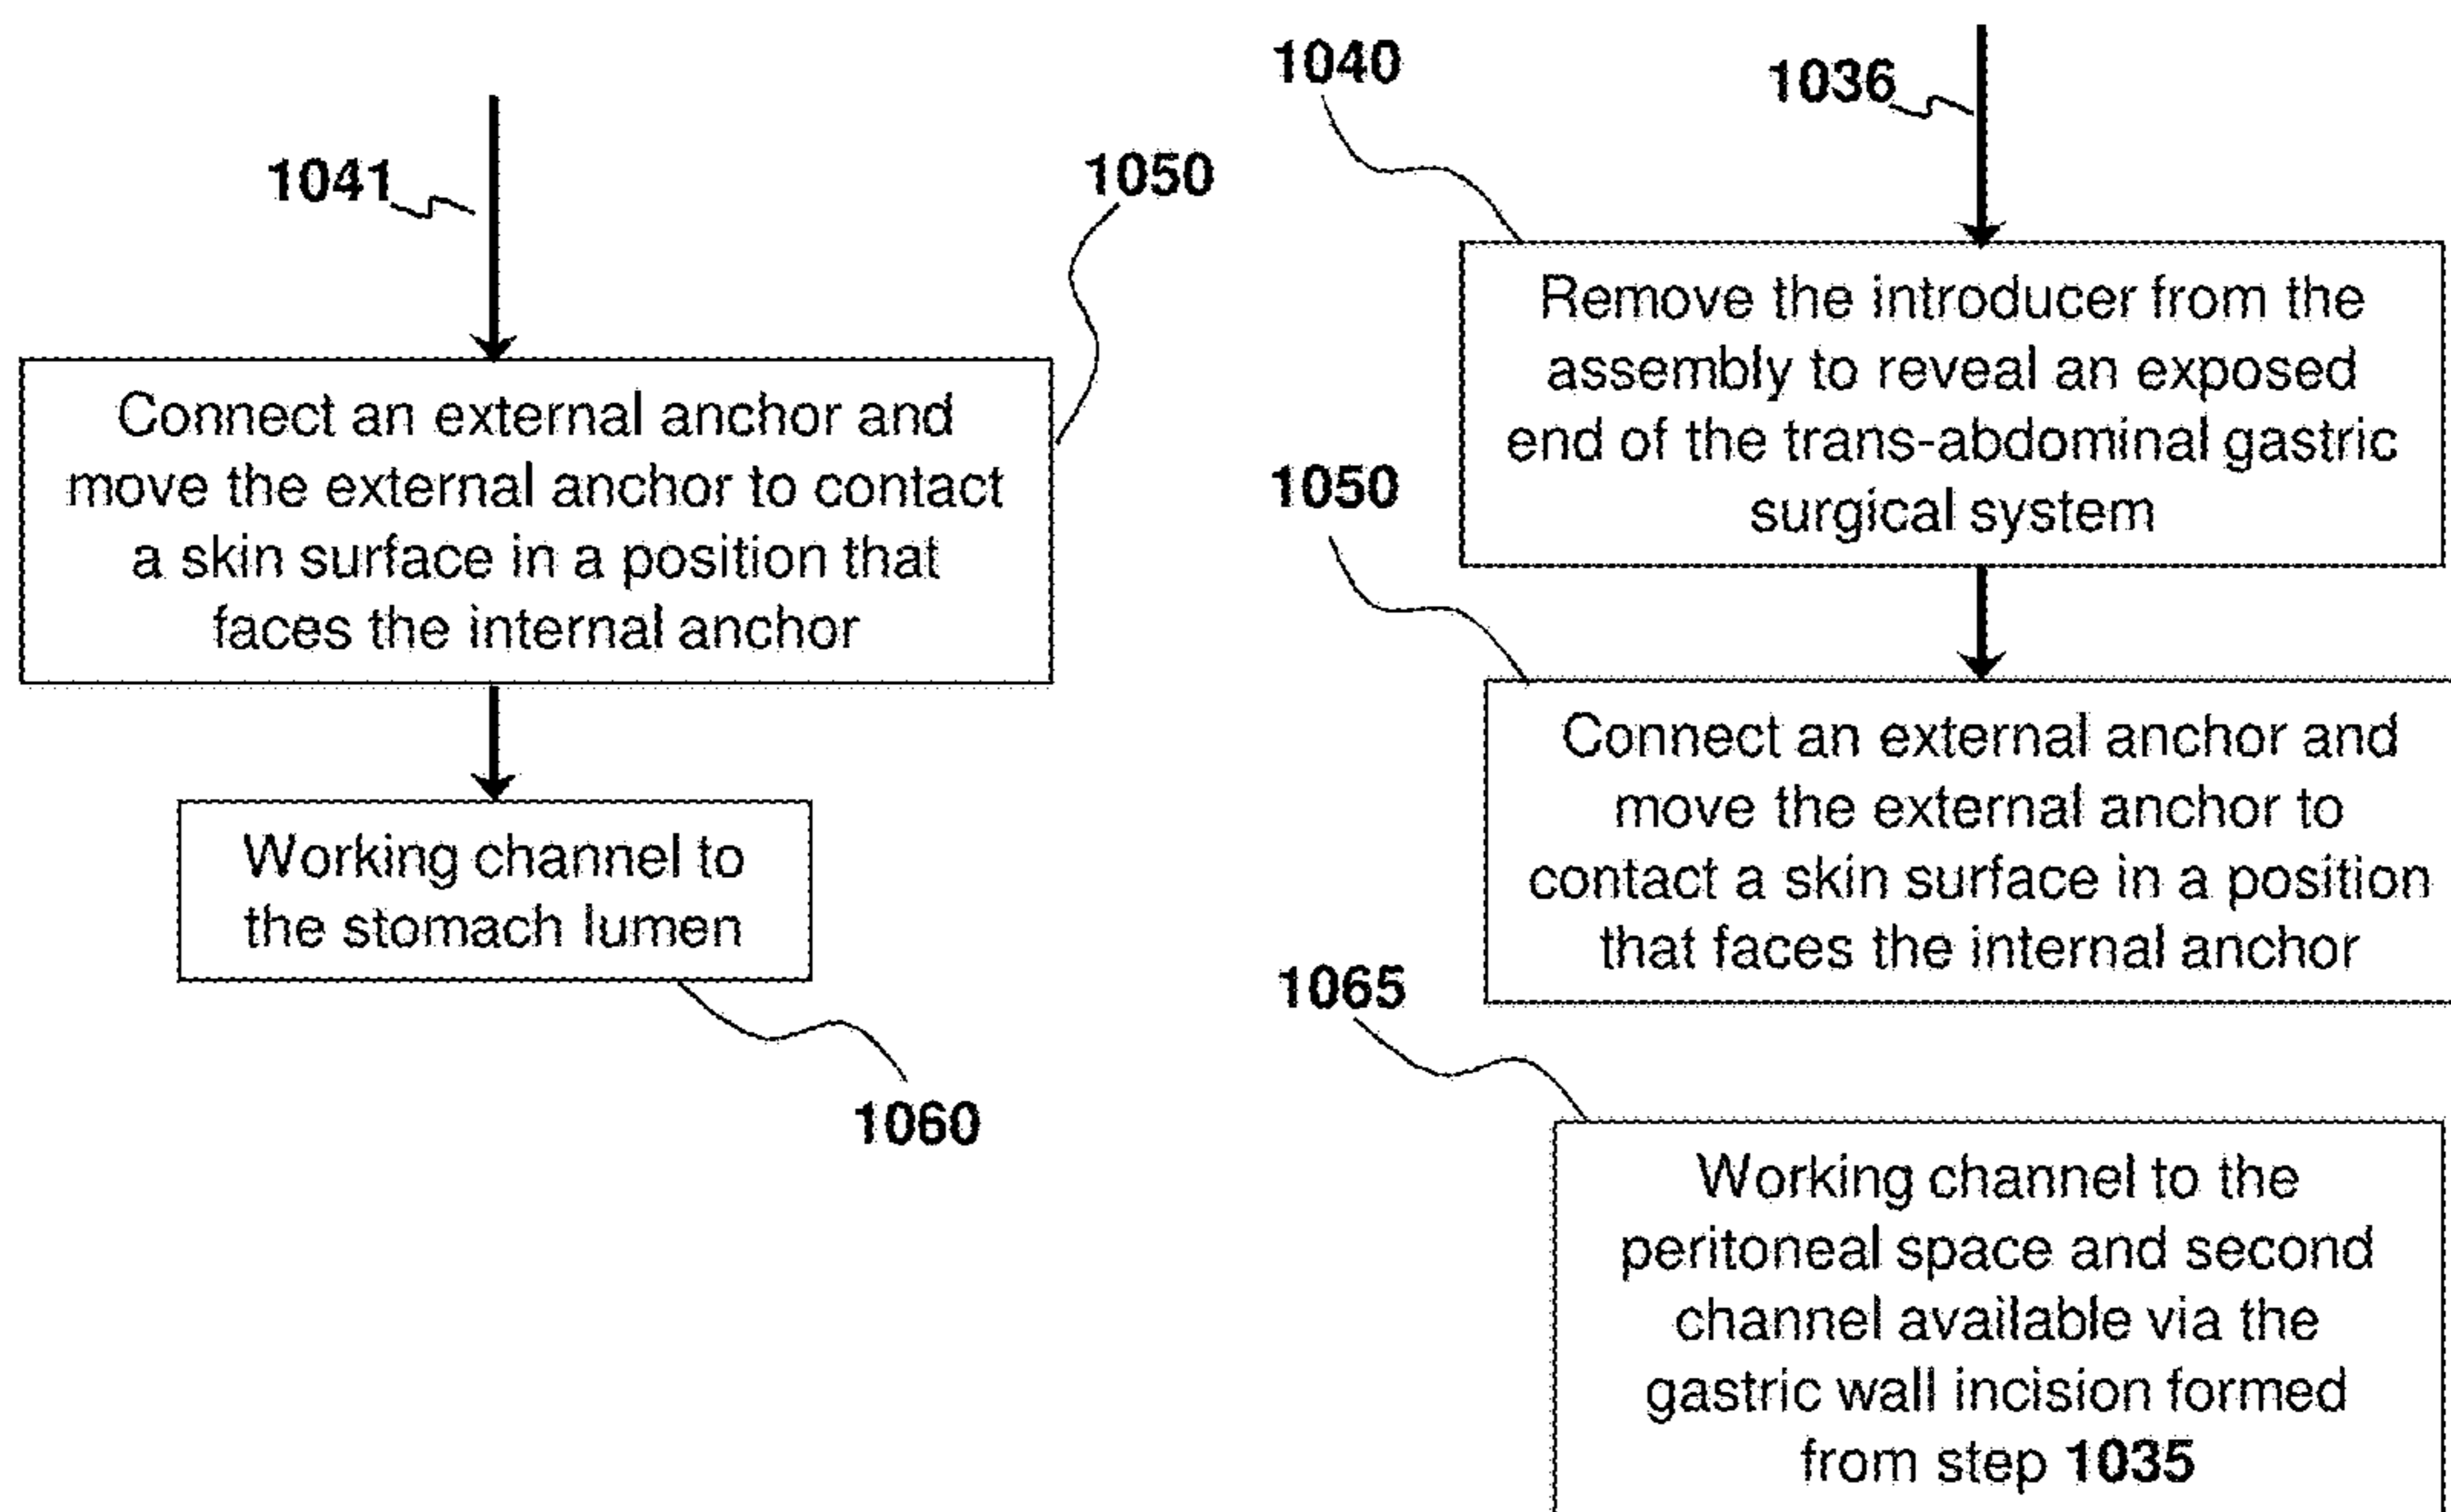 1041
1050
Connect an external anchor and
move the external anchor to contact
a skin surface in a position that
faces the internal anchor
Working channel to
the stomach lumen
1060
1040
1036
Remove the introducer from the
assembly to reveal an exposed
end of the trans-abdominal gastric
surgical system
1050
Connect an external anchor and
move the external anchor to
contact a skin surface in a position
that faces the internal anchor
1065
Working channel to the
peritoneal space and second
channel available via the
gastric wall incision formed
from step 1035